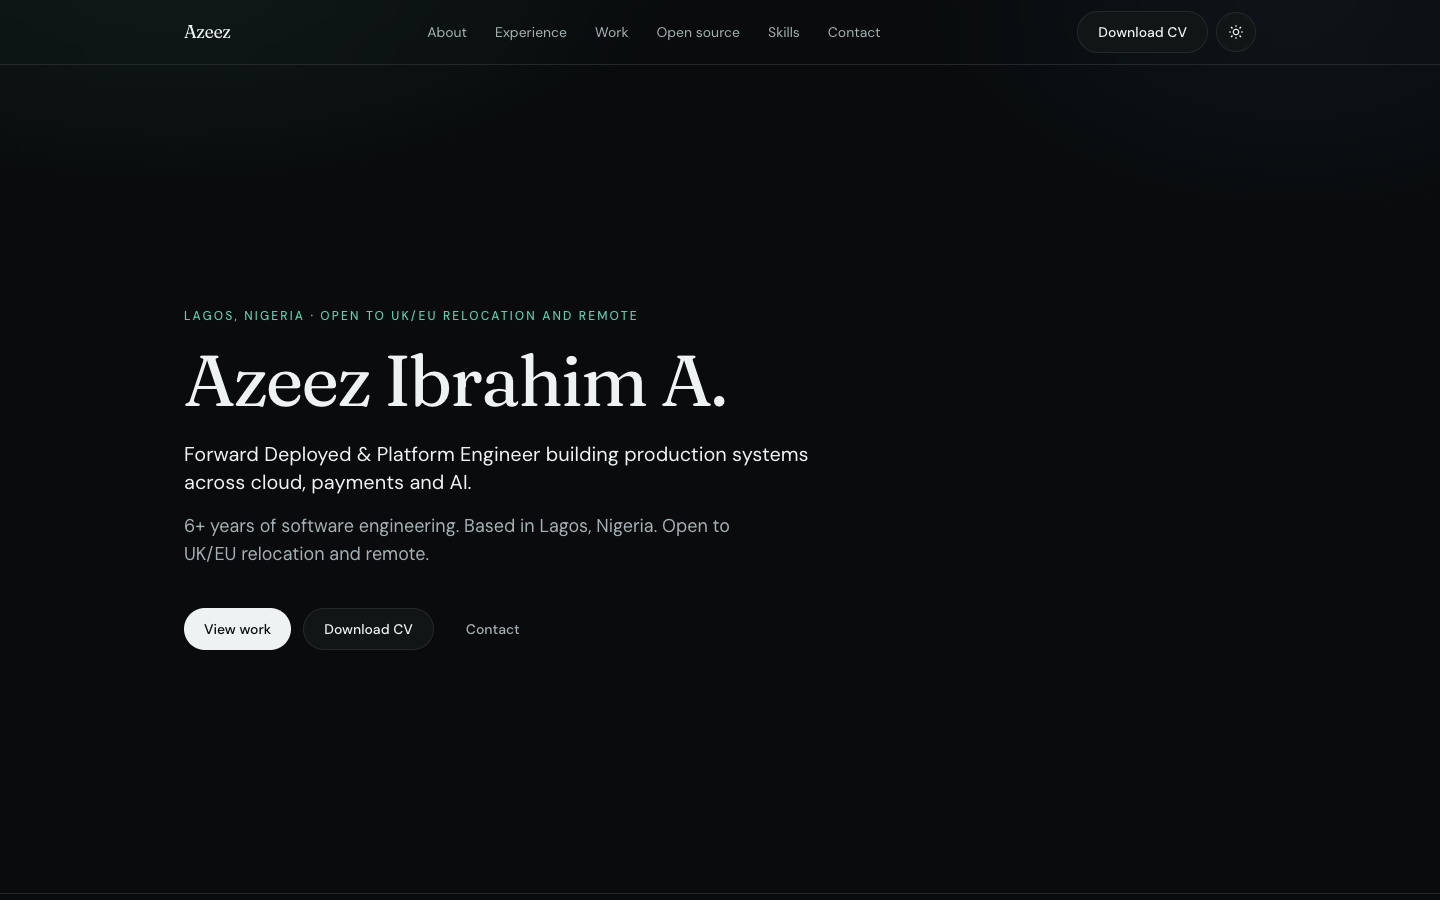 Azeez
About
Experience
Work
Open source
Skills
Contact
Download CV
LAGOS, NIGERIA · OPEN TO UK/EU RELOCATION AND REMOTE
Azeez Ibrahim A.
Forward Deployed & Platform Engineer building production systems
across cloud, payments and AI.
6+ years of software engineering. Based in Lagos, Nigeria. Open to
UK/EU relocation and remote.
View work
Download CV
Contact